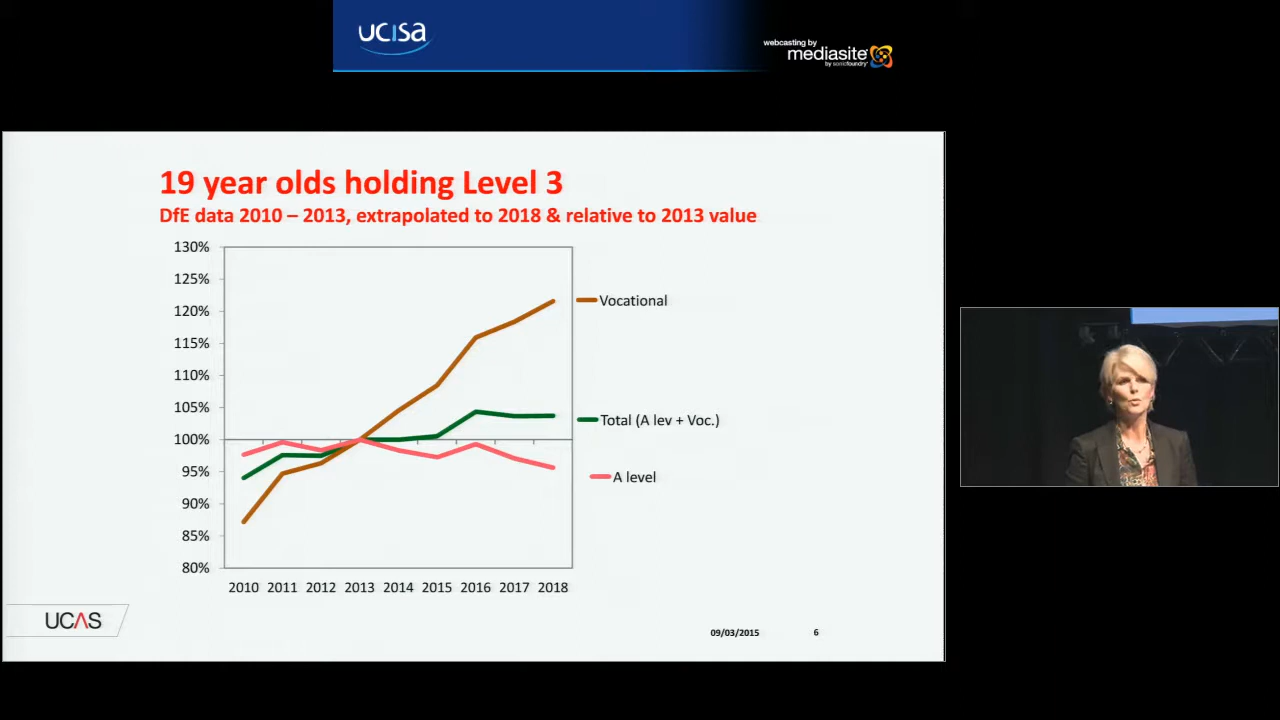 ucisa
webcasting by
mediasite
by sonicfoundry
19 year olds holding Level 3
DfE data 2010 – 2013, extrapolated to 2018 & relative to 2013 value
130%
125%
120%
115%
110%
105%
100%
95%
90%
85%
80%
Vocational
Total (A lev + Voc.)
A level
2010 2011 2012 2013 2014 2015 2016 2017 2018
UCAS
09/03/2015 6